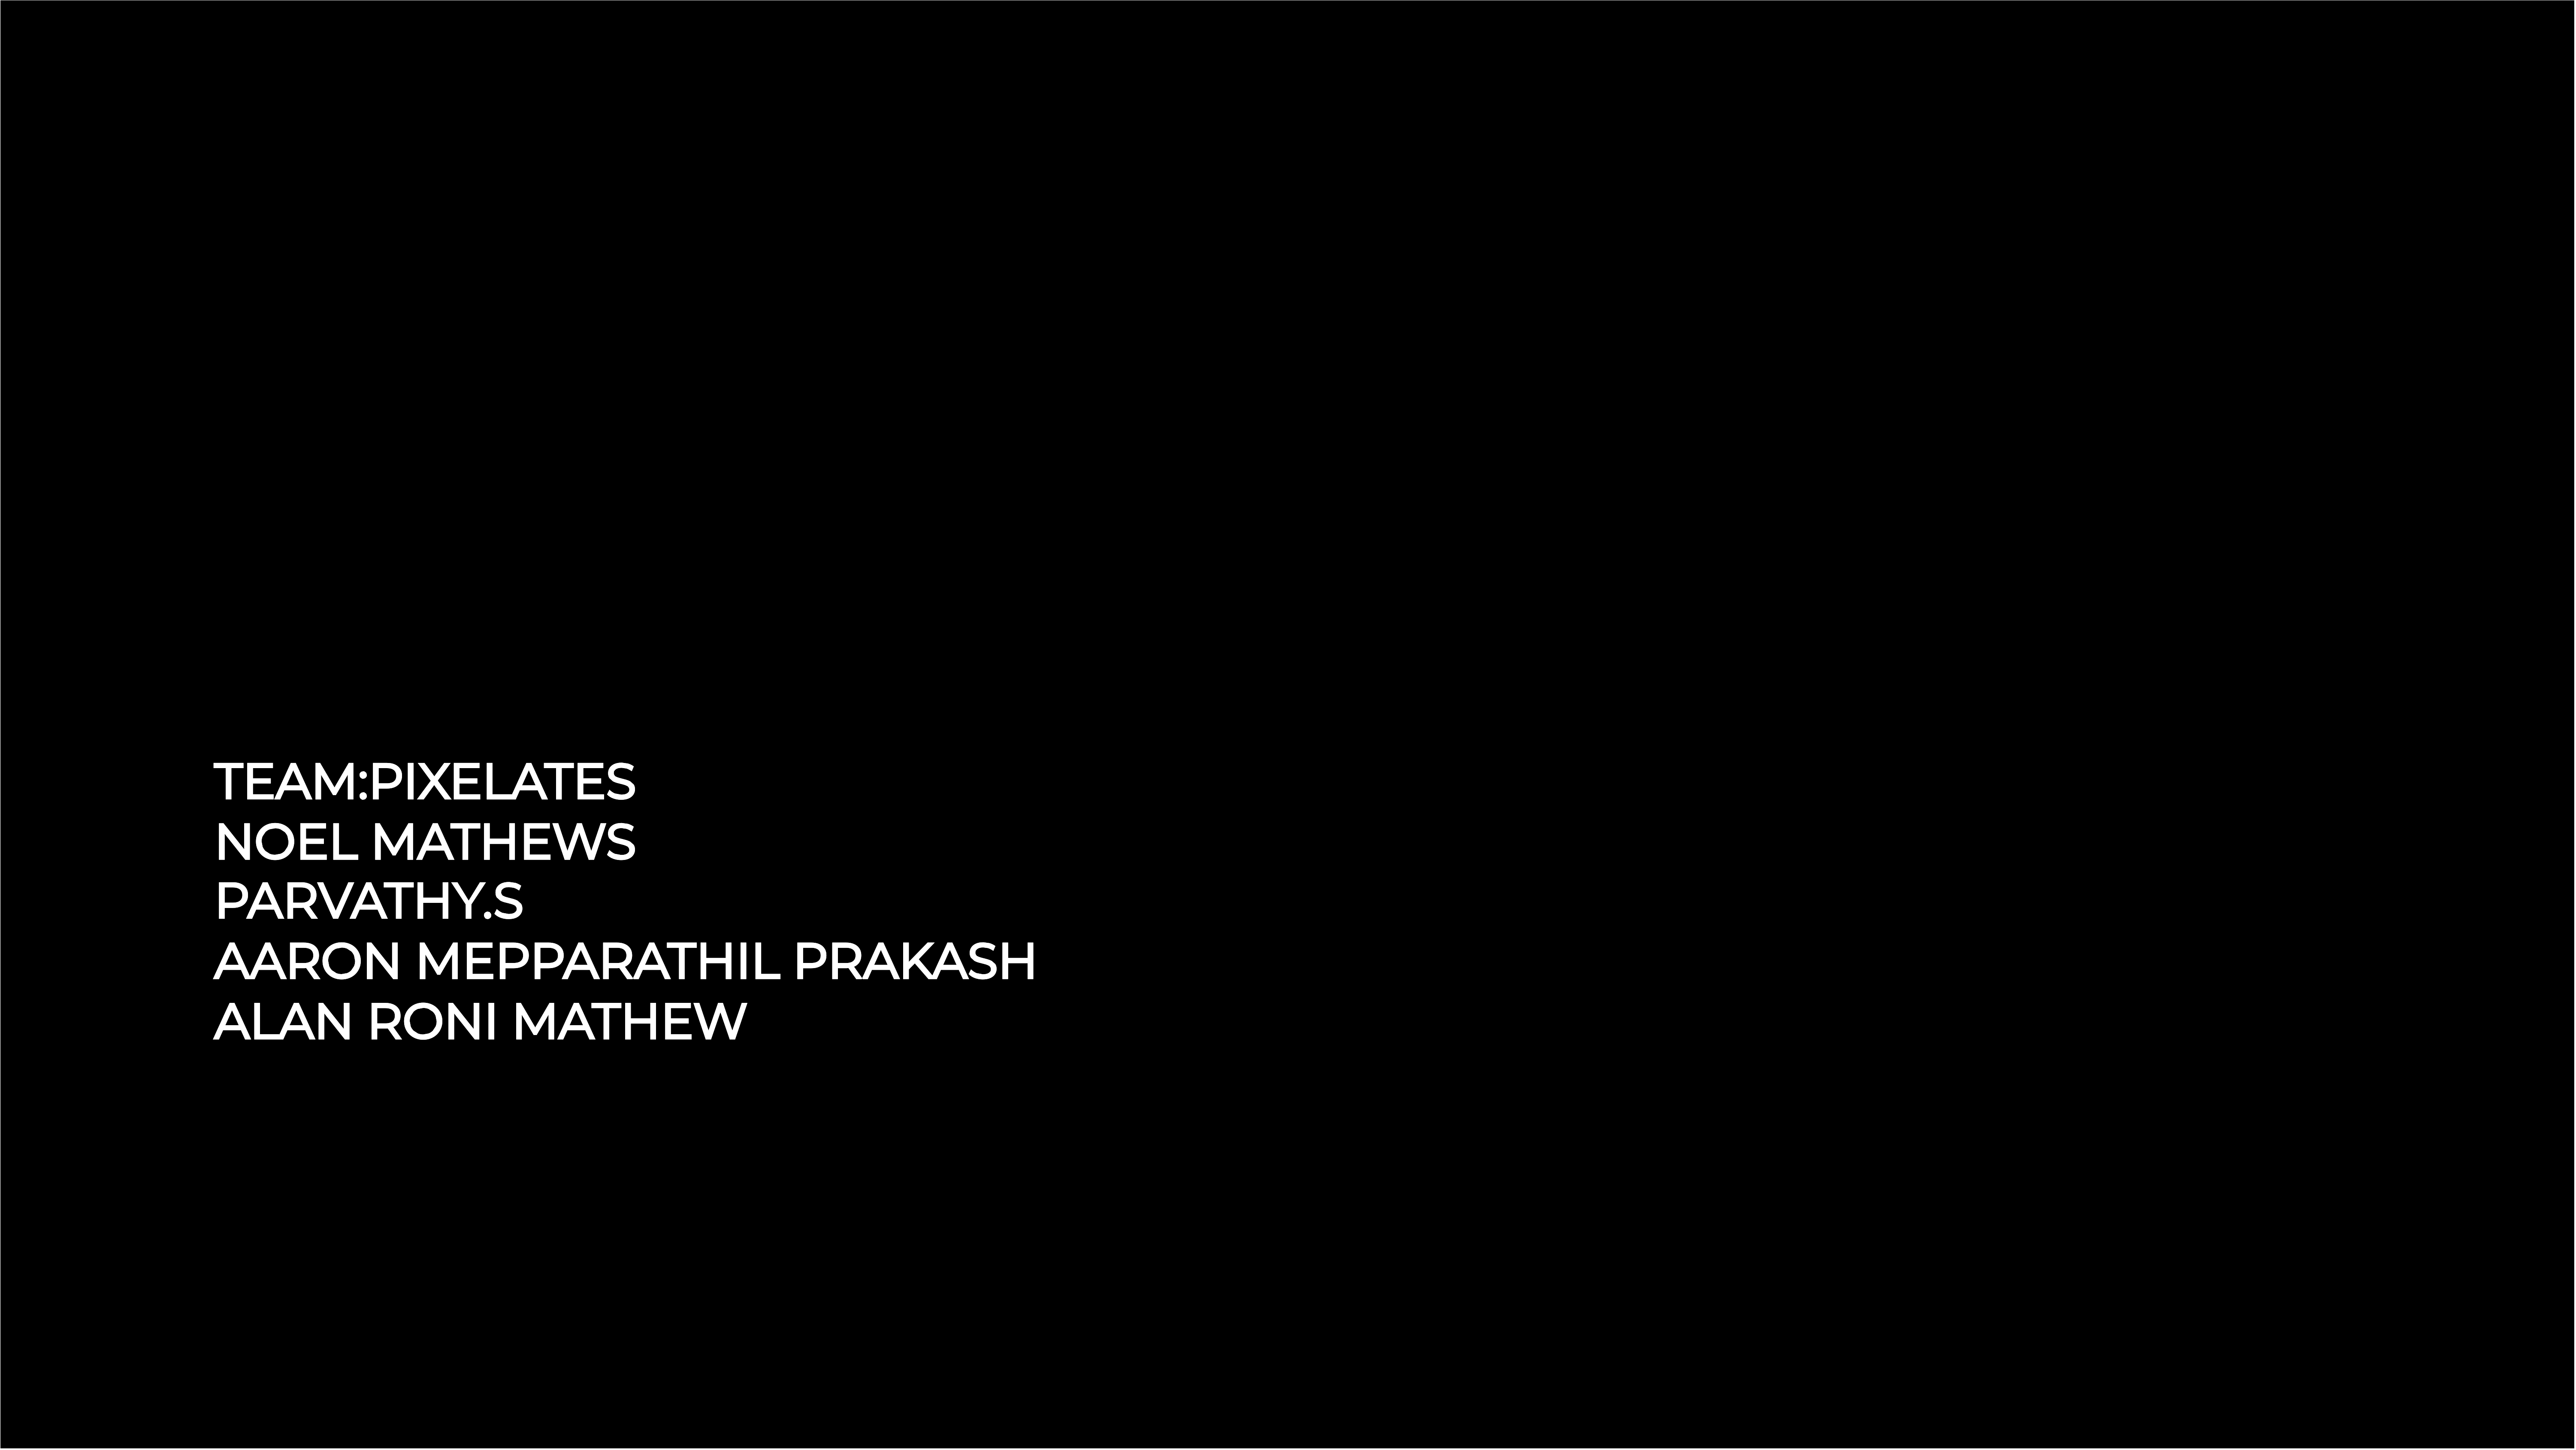 TEAM:PIXELATES
NOEL MATHEWS
PARVATHY.S
AARON MEPPARATHIL PRAKASH
ALAN RONI MATHEW